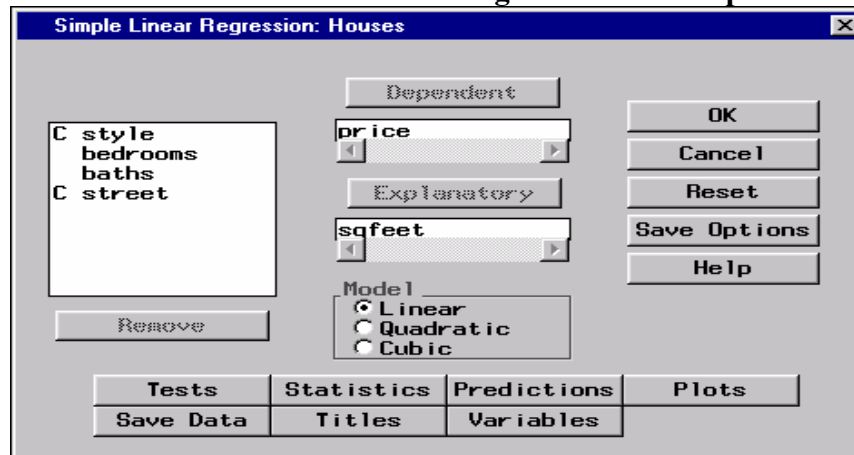 Simple Linear Regression: Houses
Dependent
C style
bedrooms
baths
C street
price
Explanatory
sqfeet
Model
Linear
Quadratic
Cubic
Remove
OK
Cancel
Reset
Save Options
Help
Tests Statistics Predictions Plots
Save Data Titles Variables